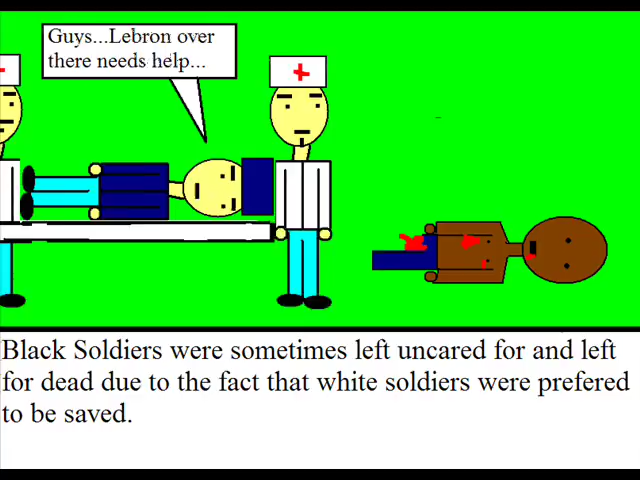 Guys...Lebron over
there needs help...
Black Soldiers were sometimes left uncared for and left
for dead due to the fact that white soldiers were prefered
to be saved.